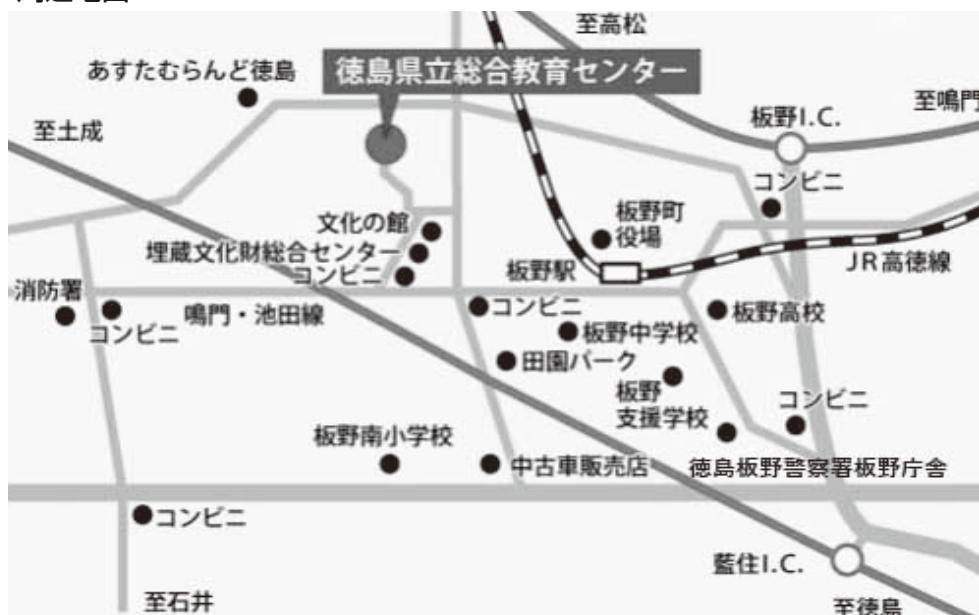 至高松
徳島県立総合教育センター
あすたむらんど徳島
至鳴門
板野I.C.
至土成
コンビニ
板野町
役場
文化の館
埋蔵文化財総合センター
コンビニ
板野駅
JR高徳線
消防署
コンビニ
鳴門・池田線
コンビニ
板野高校
板野中学校
田園パーク
板野
支援学校
コンビニ
板野南小学校
中古車販売店
徳島板野警察署板野庁舎
コンビニ
藍住I.C.
至石井
至徳島